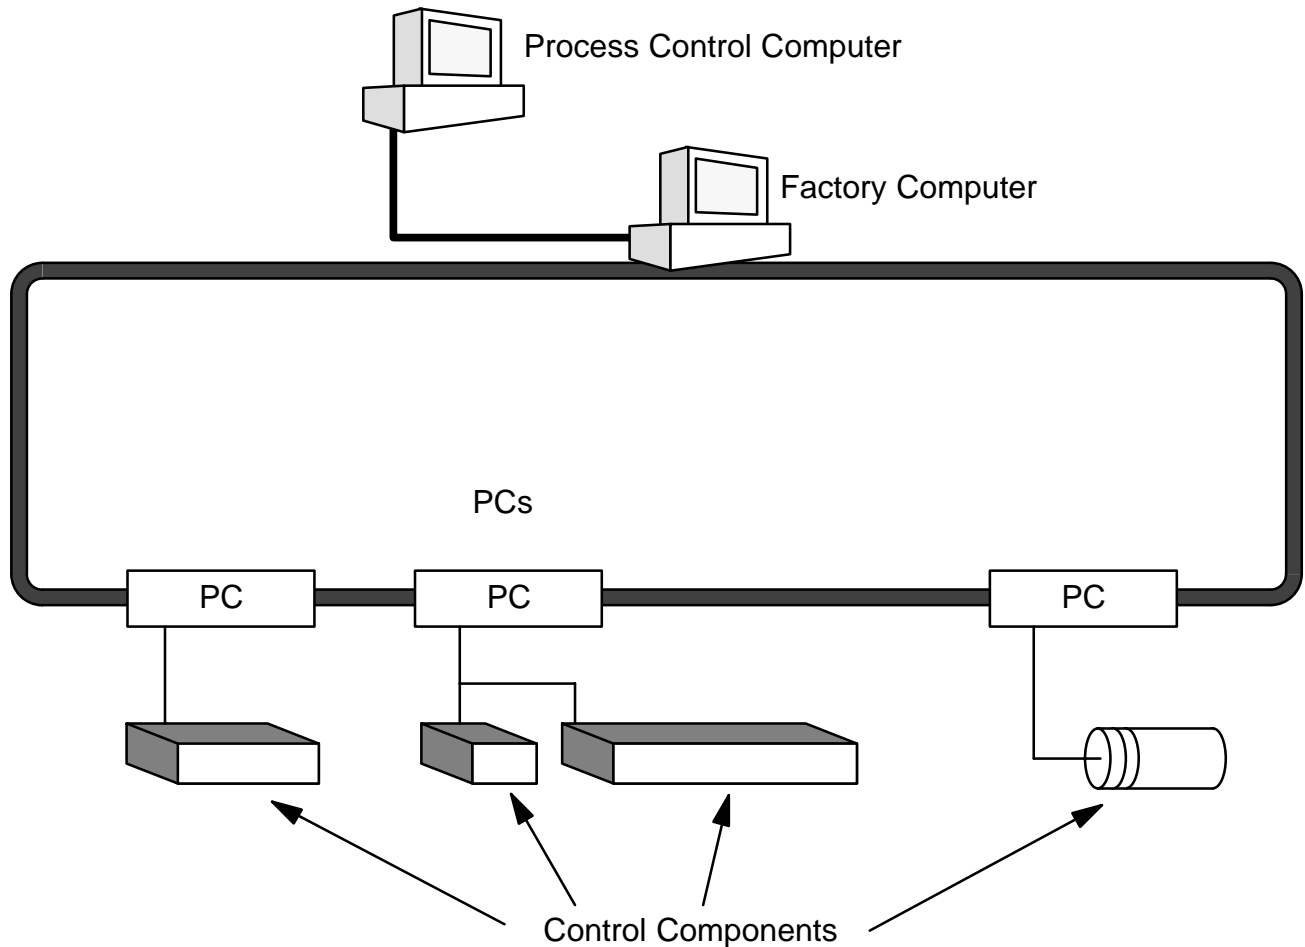 Process Control Computer
Factory Computer
PCs
PC
PC
PC
Control Components